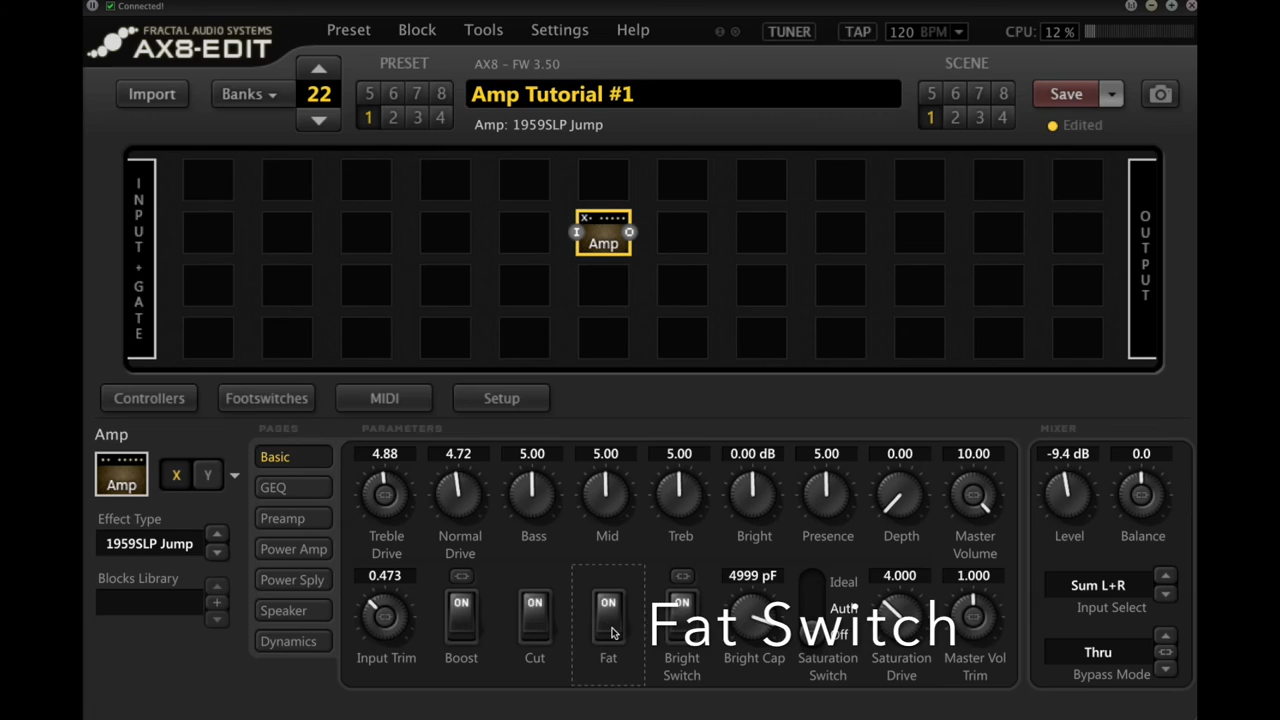 Connected!
FRACTAL AUDIO SYSTEMS
AX8-EDIT
Preset Block Tools Settings Help TUNER TAP 120 BPM CPU: 12 %
PRESET AX8 – FW 3.50 SCENE
Import Banks 22 5 6 7 8 Amp Tutorial #1 5 6 7 8 Save
1 2 3 4 Amp: 1959SLP Jump 1 2 3 4 Edited
INPUT + GATE
X
I O
Amp
OUTPUT
Controllers Footswitches MIDI Setup
Amp PAGES PARAMETERS MIXER
Amp X Y
Effect Type
1959SLP Jump
Blocks Library
Basic
GEQ
Preamp
Power Amp
Power Sply
Speaker
Dynamics
4.88 4.72 5.00 5.00 5.00 0.00 dB 5.00 0.00 10.00
Treble Drive Normal Drive Bass Mid Treb Bright Presence Depth Master Volume
0.473 4999 pF Ideal 4.000 1.000
ON ON ON ON Auto Off
Input Trim Boost Cut Fat Bright Switch Bright Cap Saturation Switch Saturation Drive Master Vol Trim
Fat Switch
-9.4 dB 0.0
Level Balance
Sum L+R
Input Select
Thru
Bypass Mode